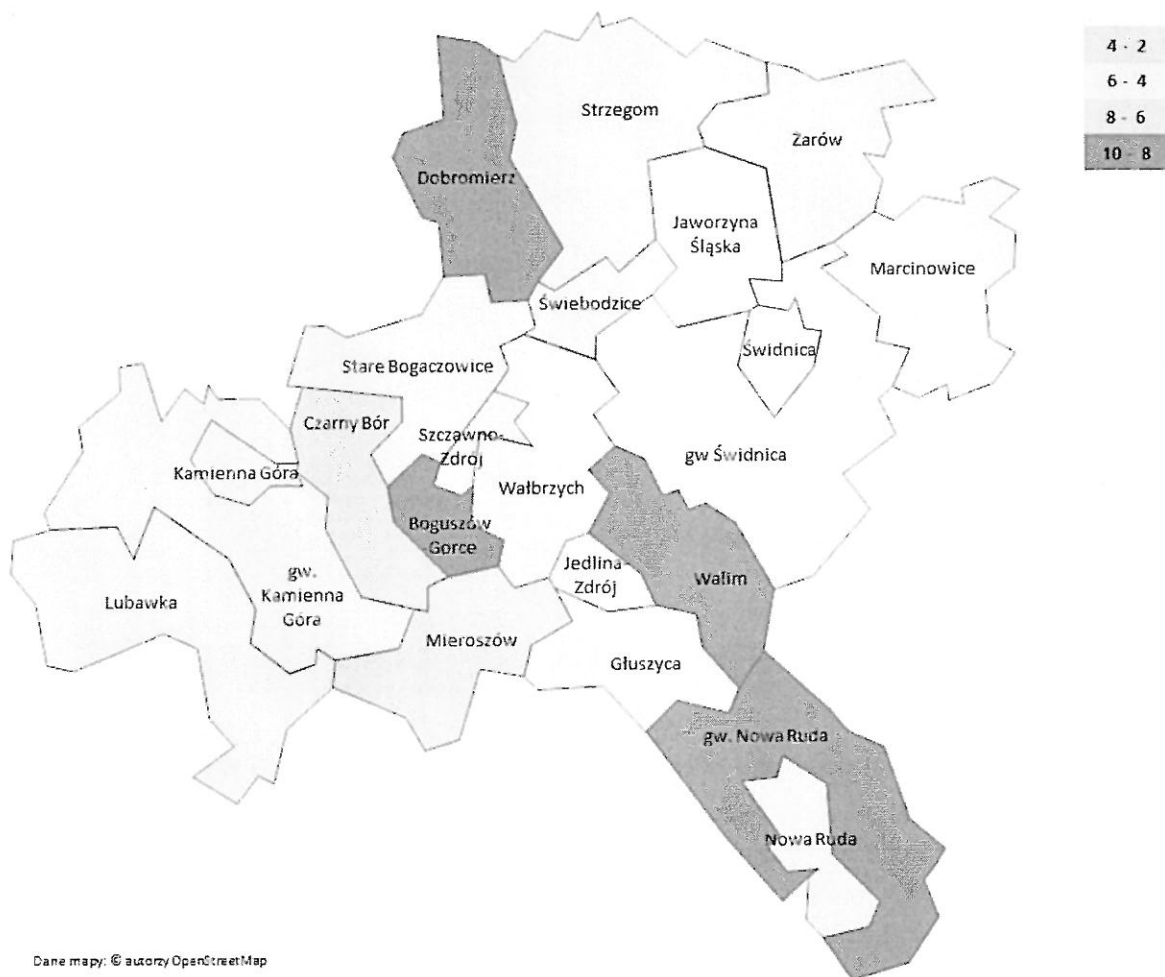 4 - 2
6 - 4
8 - 6
10 - 8
Strzegom
Żarów
Dobromierz
Jaworzyna
Śląska
Marcinowice
Świebodzice
Świdnica
Stare Bogaczowice
Czarny Bór
Szczawno-
Zdrój
gw Świdnica
Kamienna Góra
Wałbrzych
Boguszów
-Gorce
Jedlina-
Zdrój
Walim
gw.
Kamienna
Góra
Lubawka
Mieroszów
Głuszyca
gw. Nowa Ruda
Nowa Ruda
Dane mapy: © autorzy OpenStreetMap